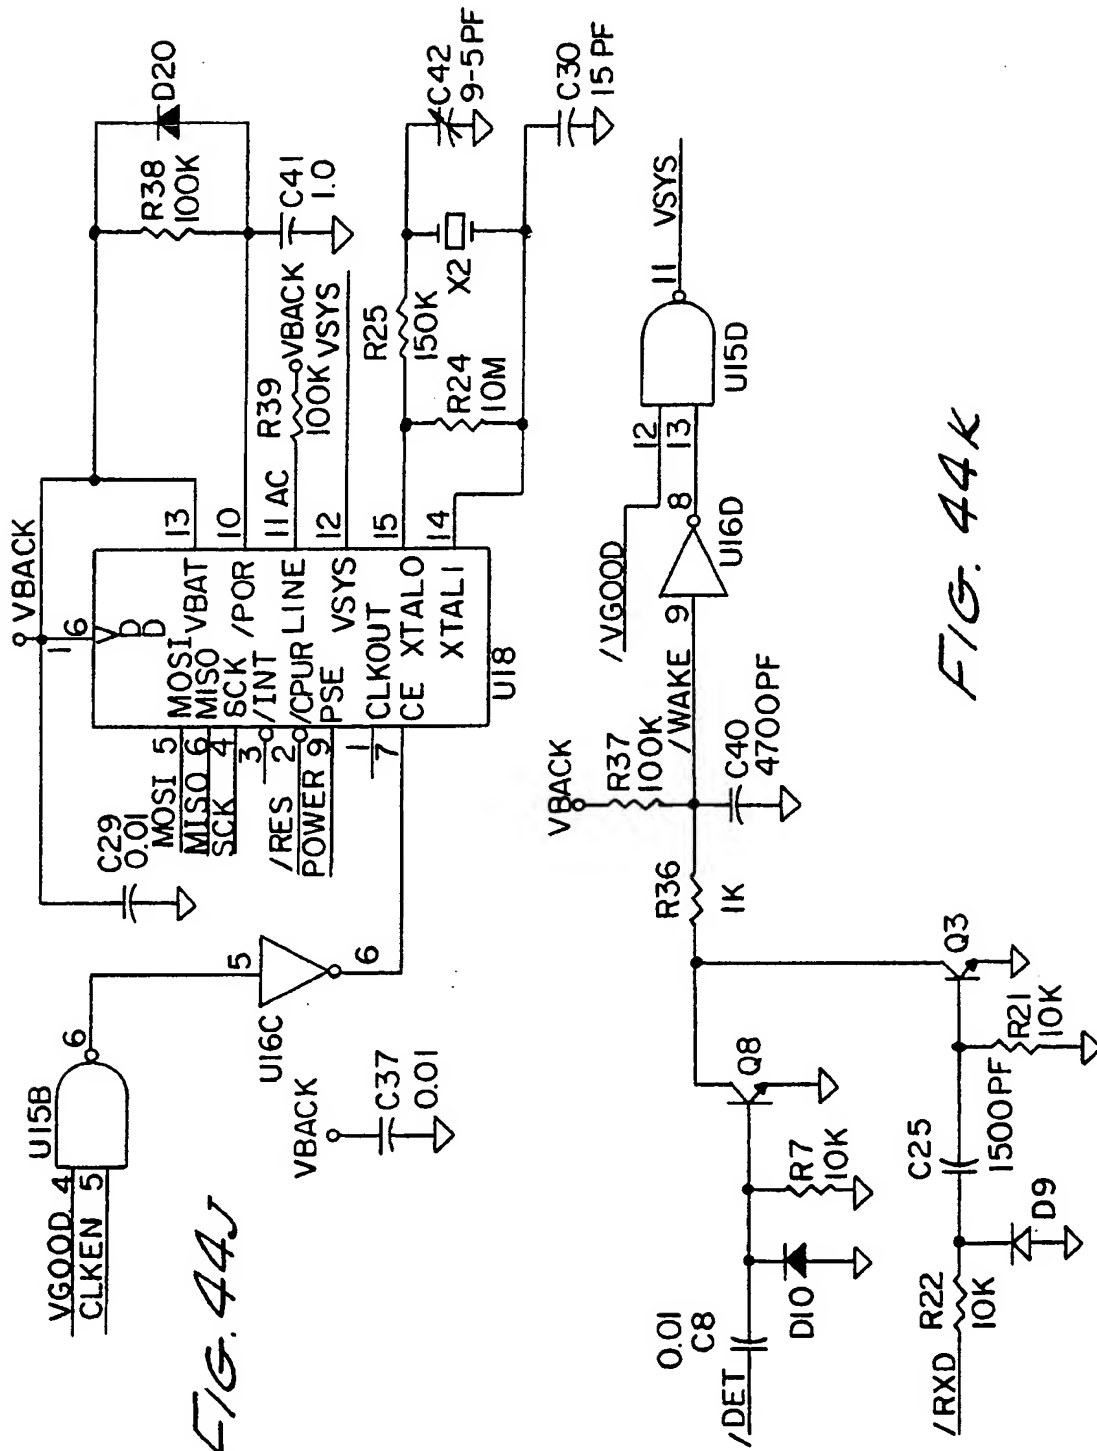 VGOOD 4
CLKEN 5
U15B
6
5
U16C
6
VBACK
C37
0.01
C29
0.01
VBACK
1 6
DD
MOSI 5 MOSI
MISO 6 MISO
SCK 4 SCK
3 /INT
/RES 2 /CPUR
POWER 9 PSE
1 CLKOUT
7 CE
VBAT 13
/POR 10
LINE 11 AC
VSYS 12
XTALO 15
XTALI 14
U18
R38
100K
D20
C41
1.0
R39
100K
VBACK
VSYS
R25
150K
R24
10M
X2
C42
9-5PF
C30
15PF
FIG. 44J
/DET
0.01
C8
D10
R7
10K
Q8
/RXD
R22
10K
D9
C25
1500PF
R21
10K
Q3
R36
1K
VBACK
R37
100K
/WAKE 9
C40
4700PF
U16D
8
/VGOOD
12
13
U15D
11
VSYS
FIG. 44K